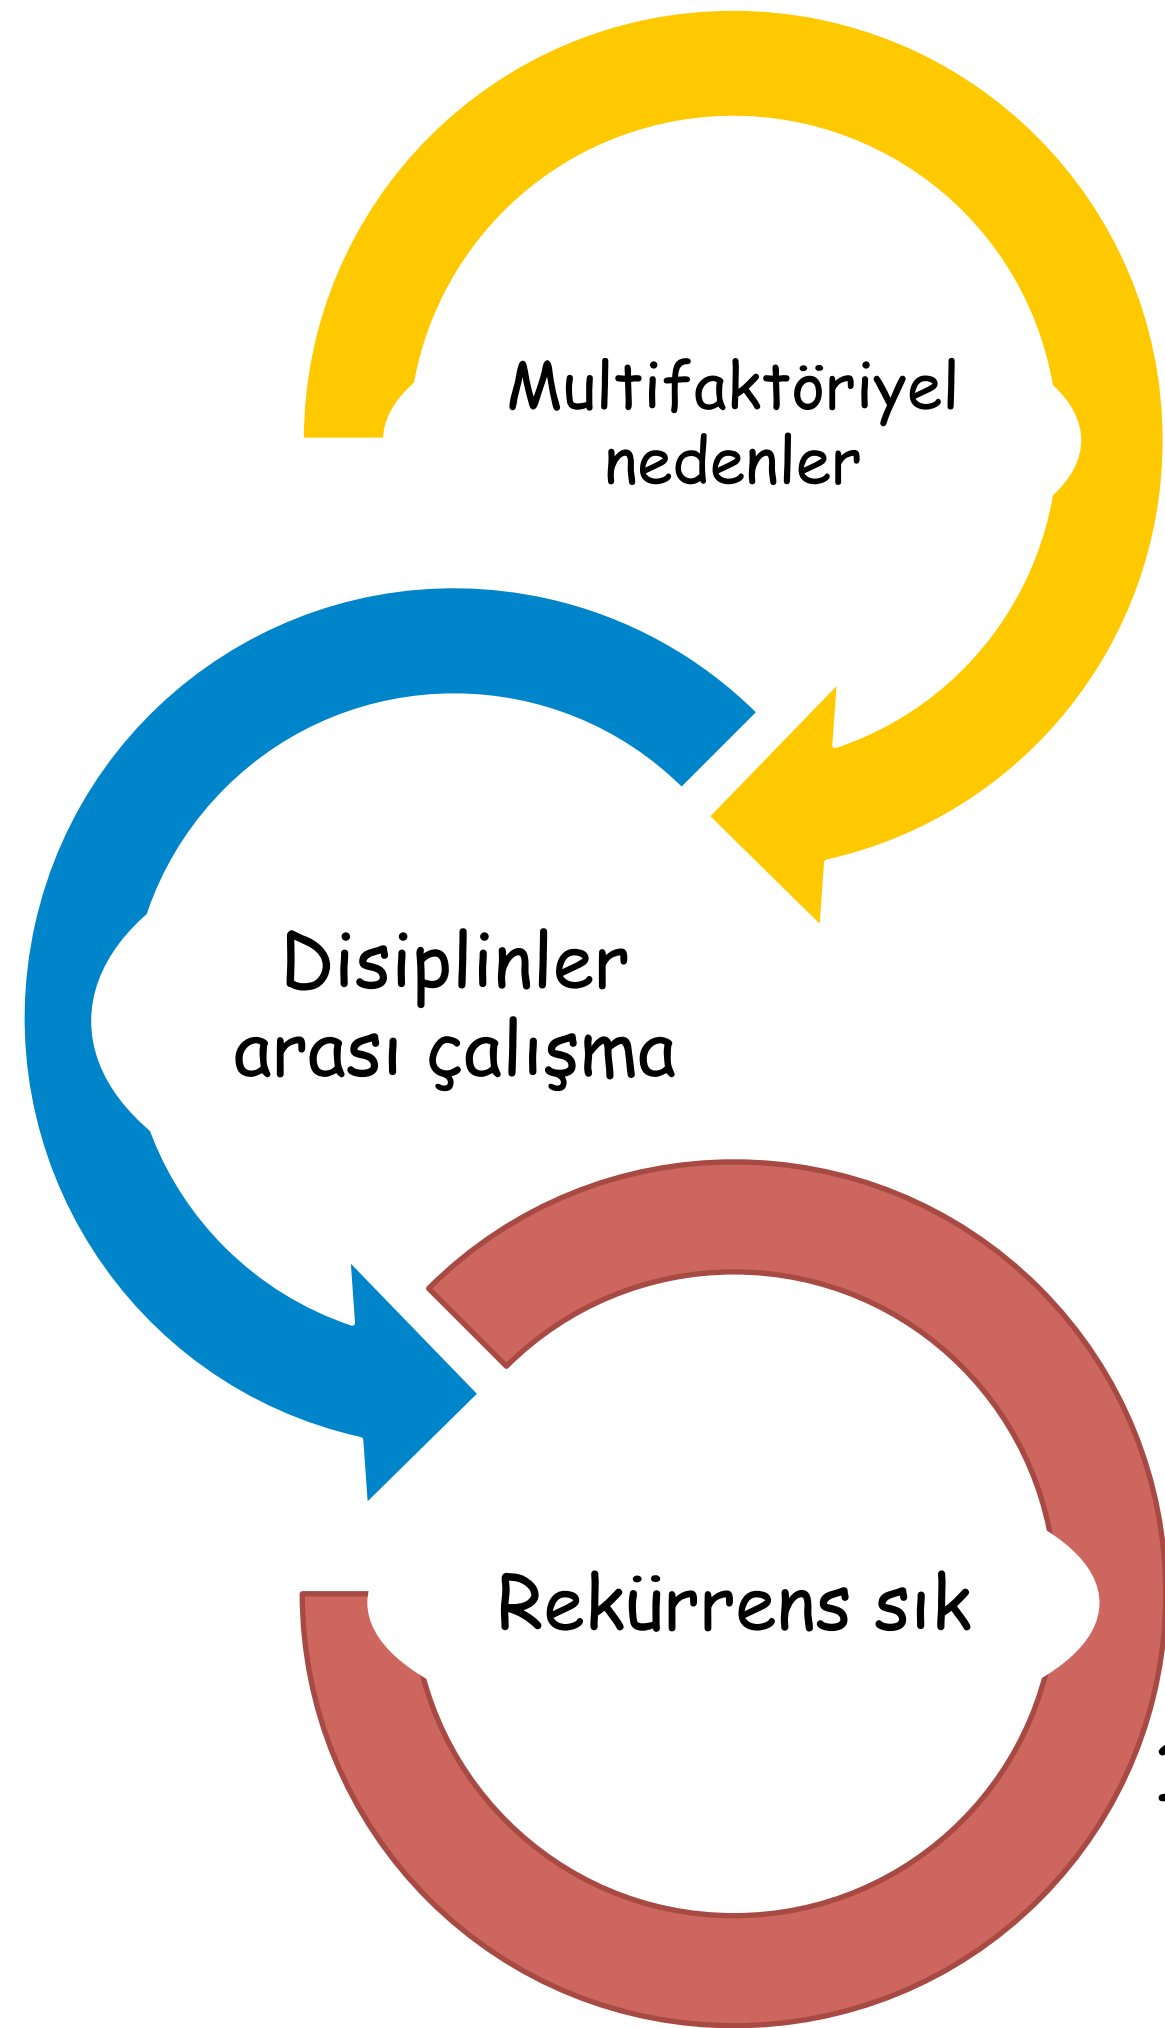 Multifaktöriyel
nedenler
Disiplinler
arası çalışma
Rekürrens sık